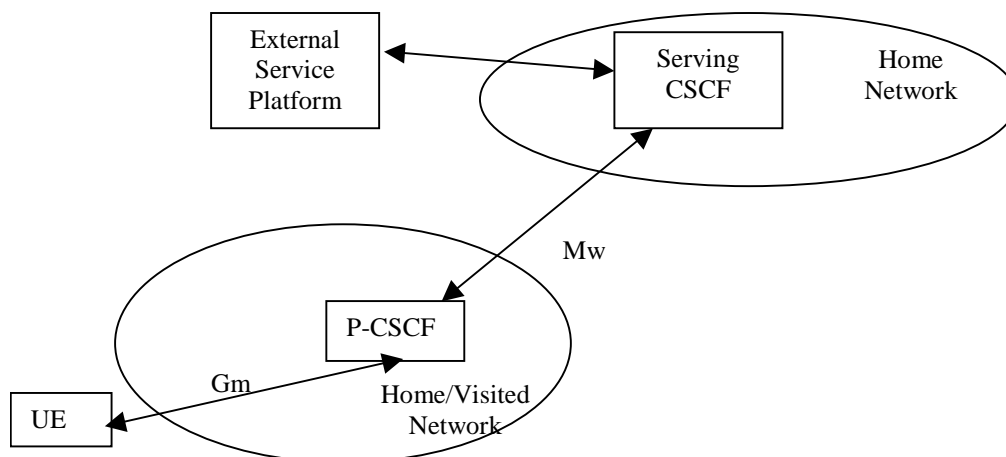 External
Service
Platform
Serving
CSCF
Home
Network
Mw
P-CSCF
Gm
Home/Visited
Network
UE